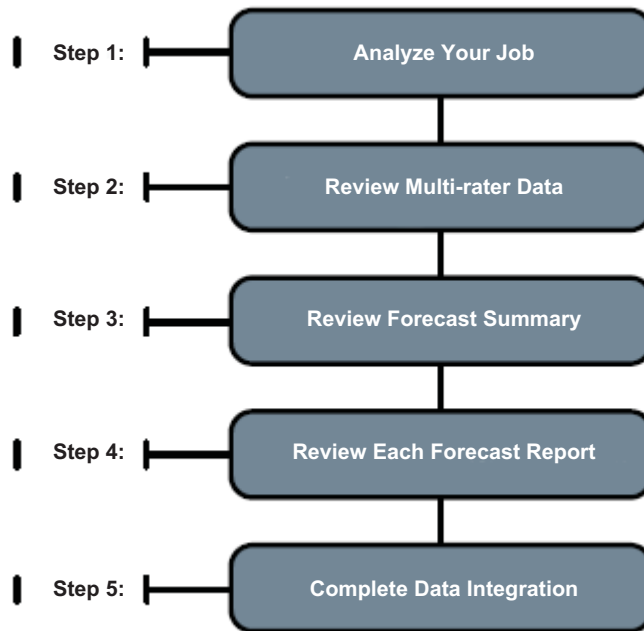 Step 1: Analyze Your Job
Step 2: Review Multi-rater Data
Step 3: Review Forecast Summary
Step 4: Review Each Forecast Report
Step 5: Complete Data Integration